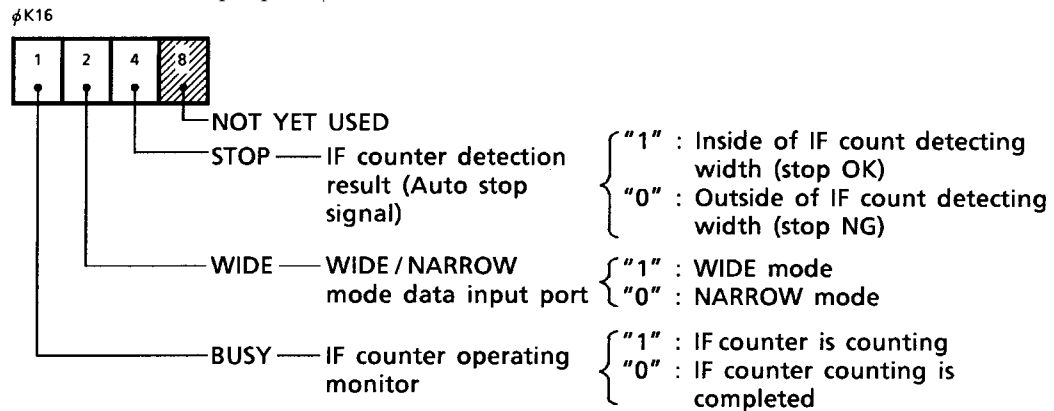 φK16
1 2 4 8
NOT YET USED
STOP — IF counter detection
result (Auto stop
signal)
"1" : Inside of IF count detecting
width (stop OK)
"0" : Outside of IF count detecting
width (stop NG)
WIDE — WIDE / NARROW
mode data input port
"1" : WIDE mode
"0" : NARROW mode
BUSY — IF counter operating
monitor
"1" : IF counter is counting
"0" : IF counter counting is
completed